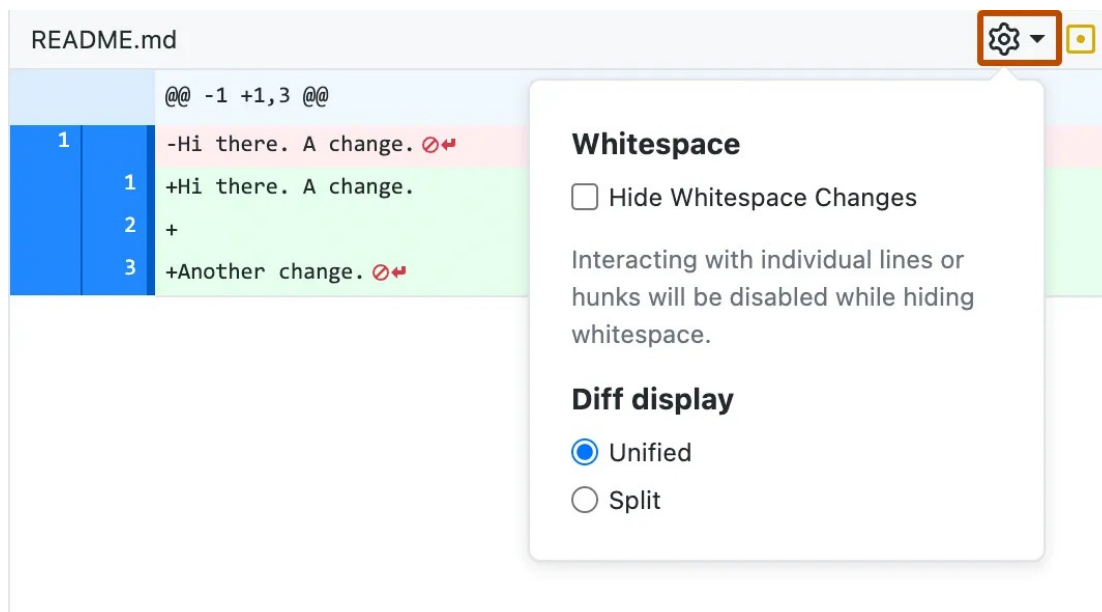 README.md
@@ -1 +1,3 @@
1 -Hi there. A change.
1 +Hi there. A change.
2 +
3 +Another change.
Whitespace
Hide Whitespace Changes
Interacting with individual lines or
hunks will be disabled while hiding
whitespace.
Diff display
Unified
Split